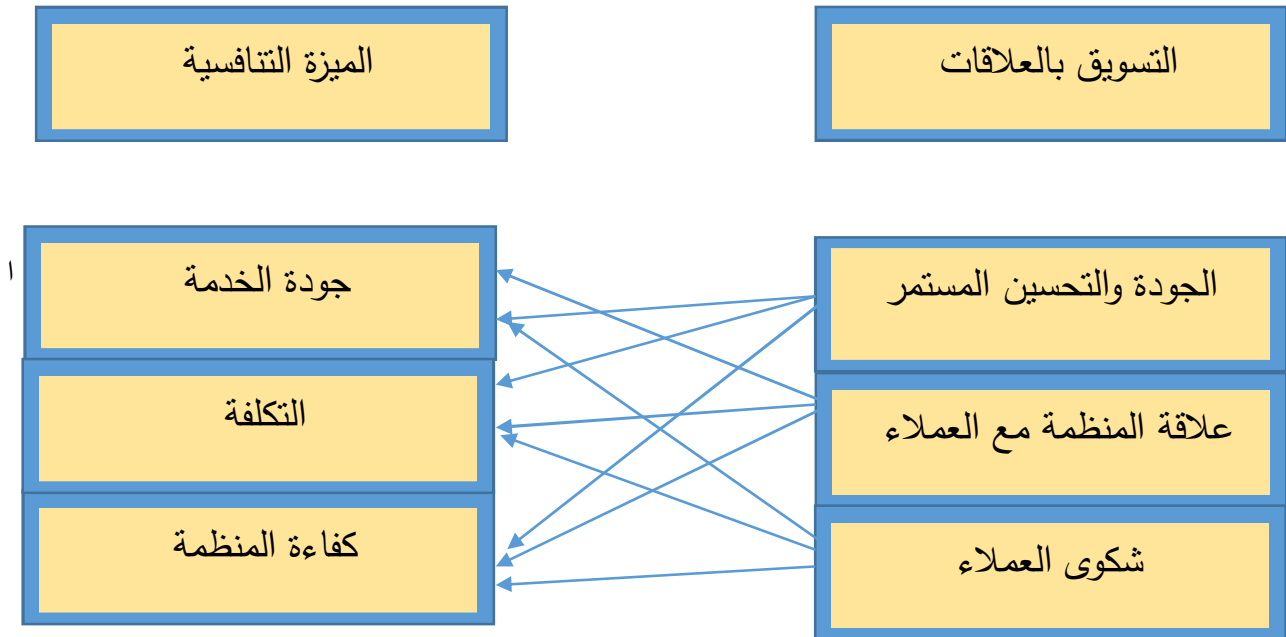 التسويق بالعلاقات
الميزة التنافسية
الجودة والتحسين المستمر
جودة الخدمة
ا
علاقة المنظمة مع العملاء
التكلفة
شكوى العملاء
كفاءة المنظمة